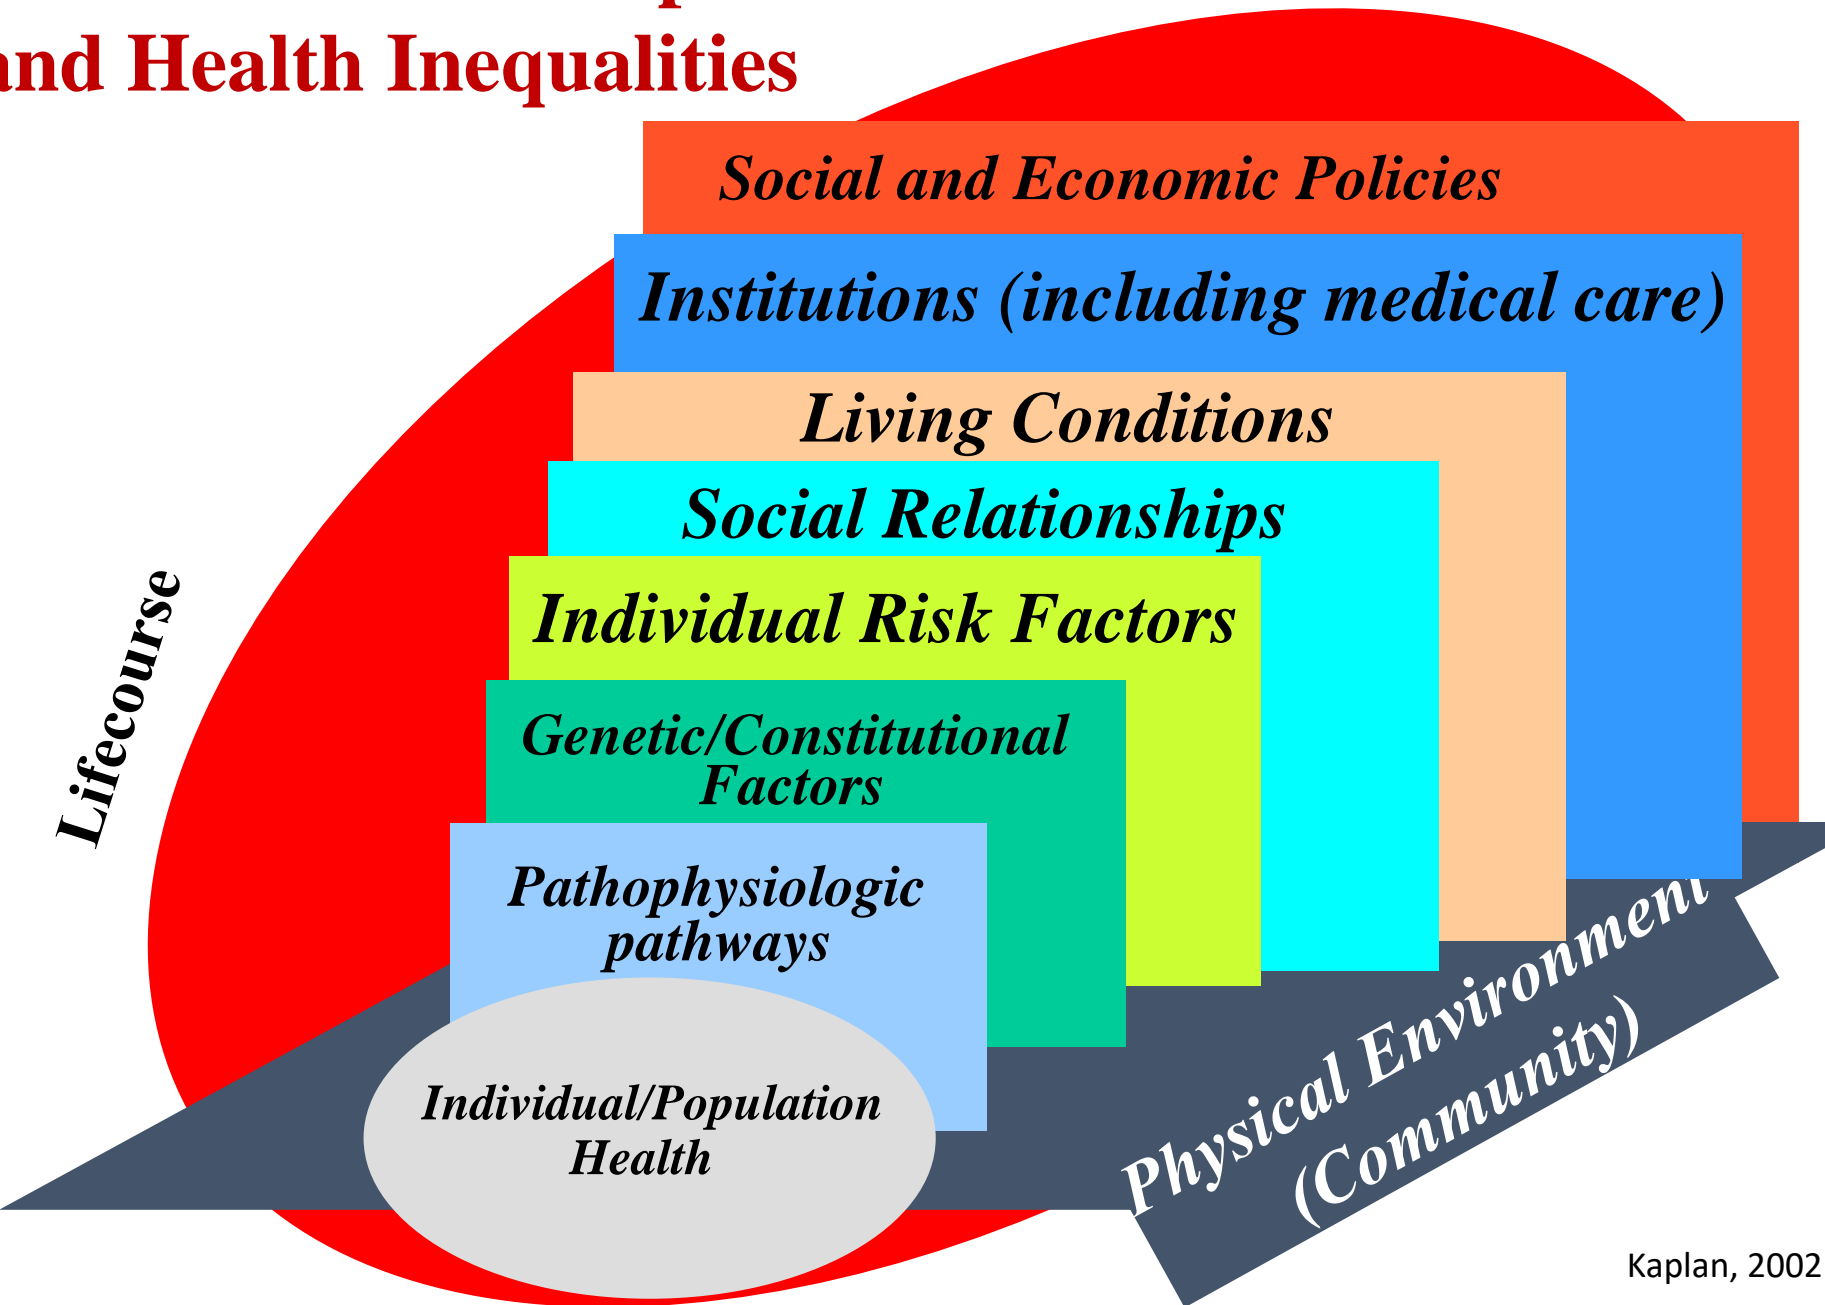 and Health Inequalities
Social and Economic Policies
Institutions (including medical care)
Living Conditions
Social Relationships
Individual Risk Factors
Genetic/Constitutional
Factors
Pathophysiologic
pathways
Individual/Population
Health
Lifecourse
Physical Environment
(Community)
Kaplan, 2002